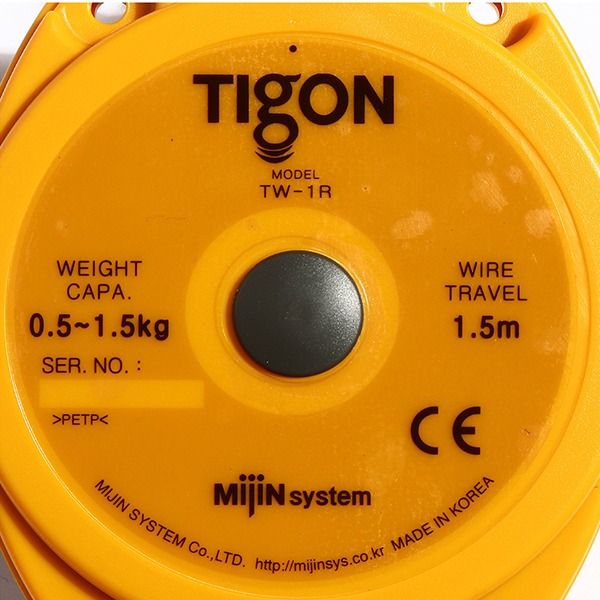 TIGON
MODEL
TW-1R
WEIGHT
CAPA.
0.5~1.5kg
WIRE
TRAVEL
1.5m
SER. NO. :
>PETP<
CE
MIJIN system
MIJIN SYSTEM Co.,LTD. http://mijinsys.co.kr MADE IN KOREA